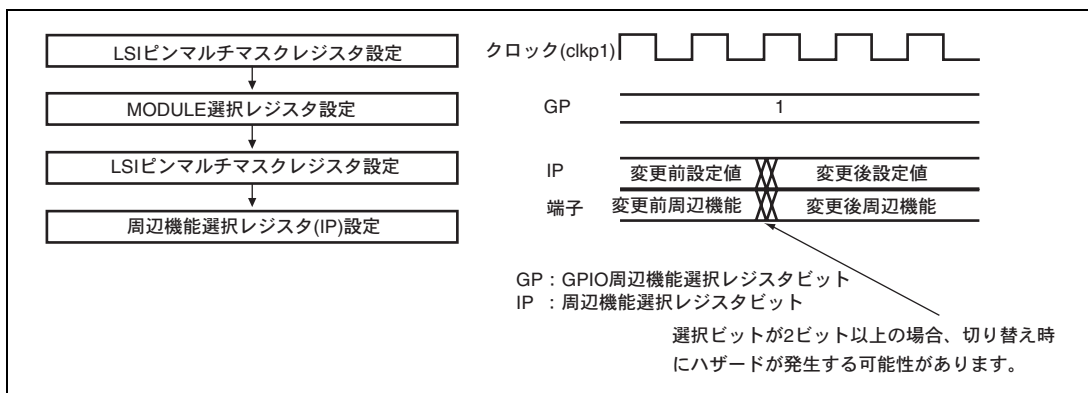 LSIピンマルチマスクレジスタ設定
MODULE選択レジスタ設定
LSIピンマルチマスクレジスタ設定
周辺機能選択レジスタ(IP)設定
クロック(clkp1)
GP
1
IP
変更前設定値
変更後設定値
端子
変更前周辺機能
変更後周辺機能
GP：GPIO周辺機能選択レジスタビット
IP ：周辺機能選択レジスタビット
選択ビットが2ビット以上の場合、切り替え時
にハザードが発生する可能性があります。